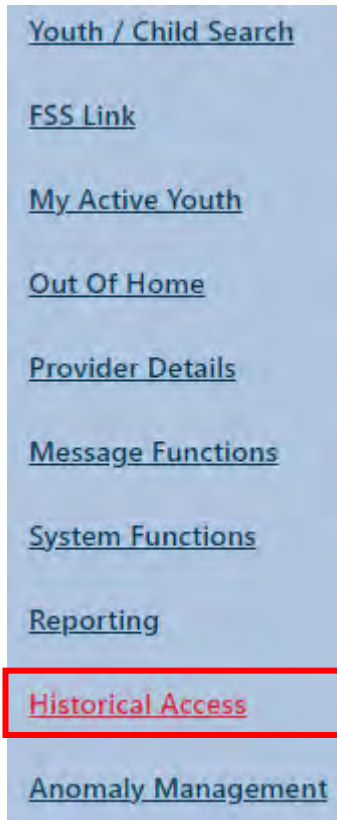 Youth / Child Search
FSS Link
My Active Youth
Out Of Home
Provider Details
Message Functions
System Functions
Reporting
Historical Access
Anomaly Management